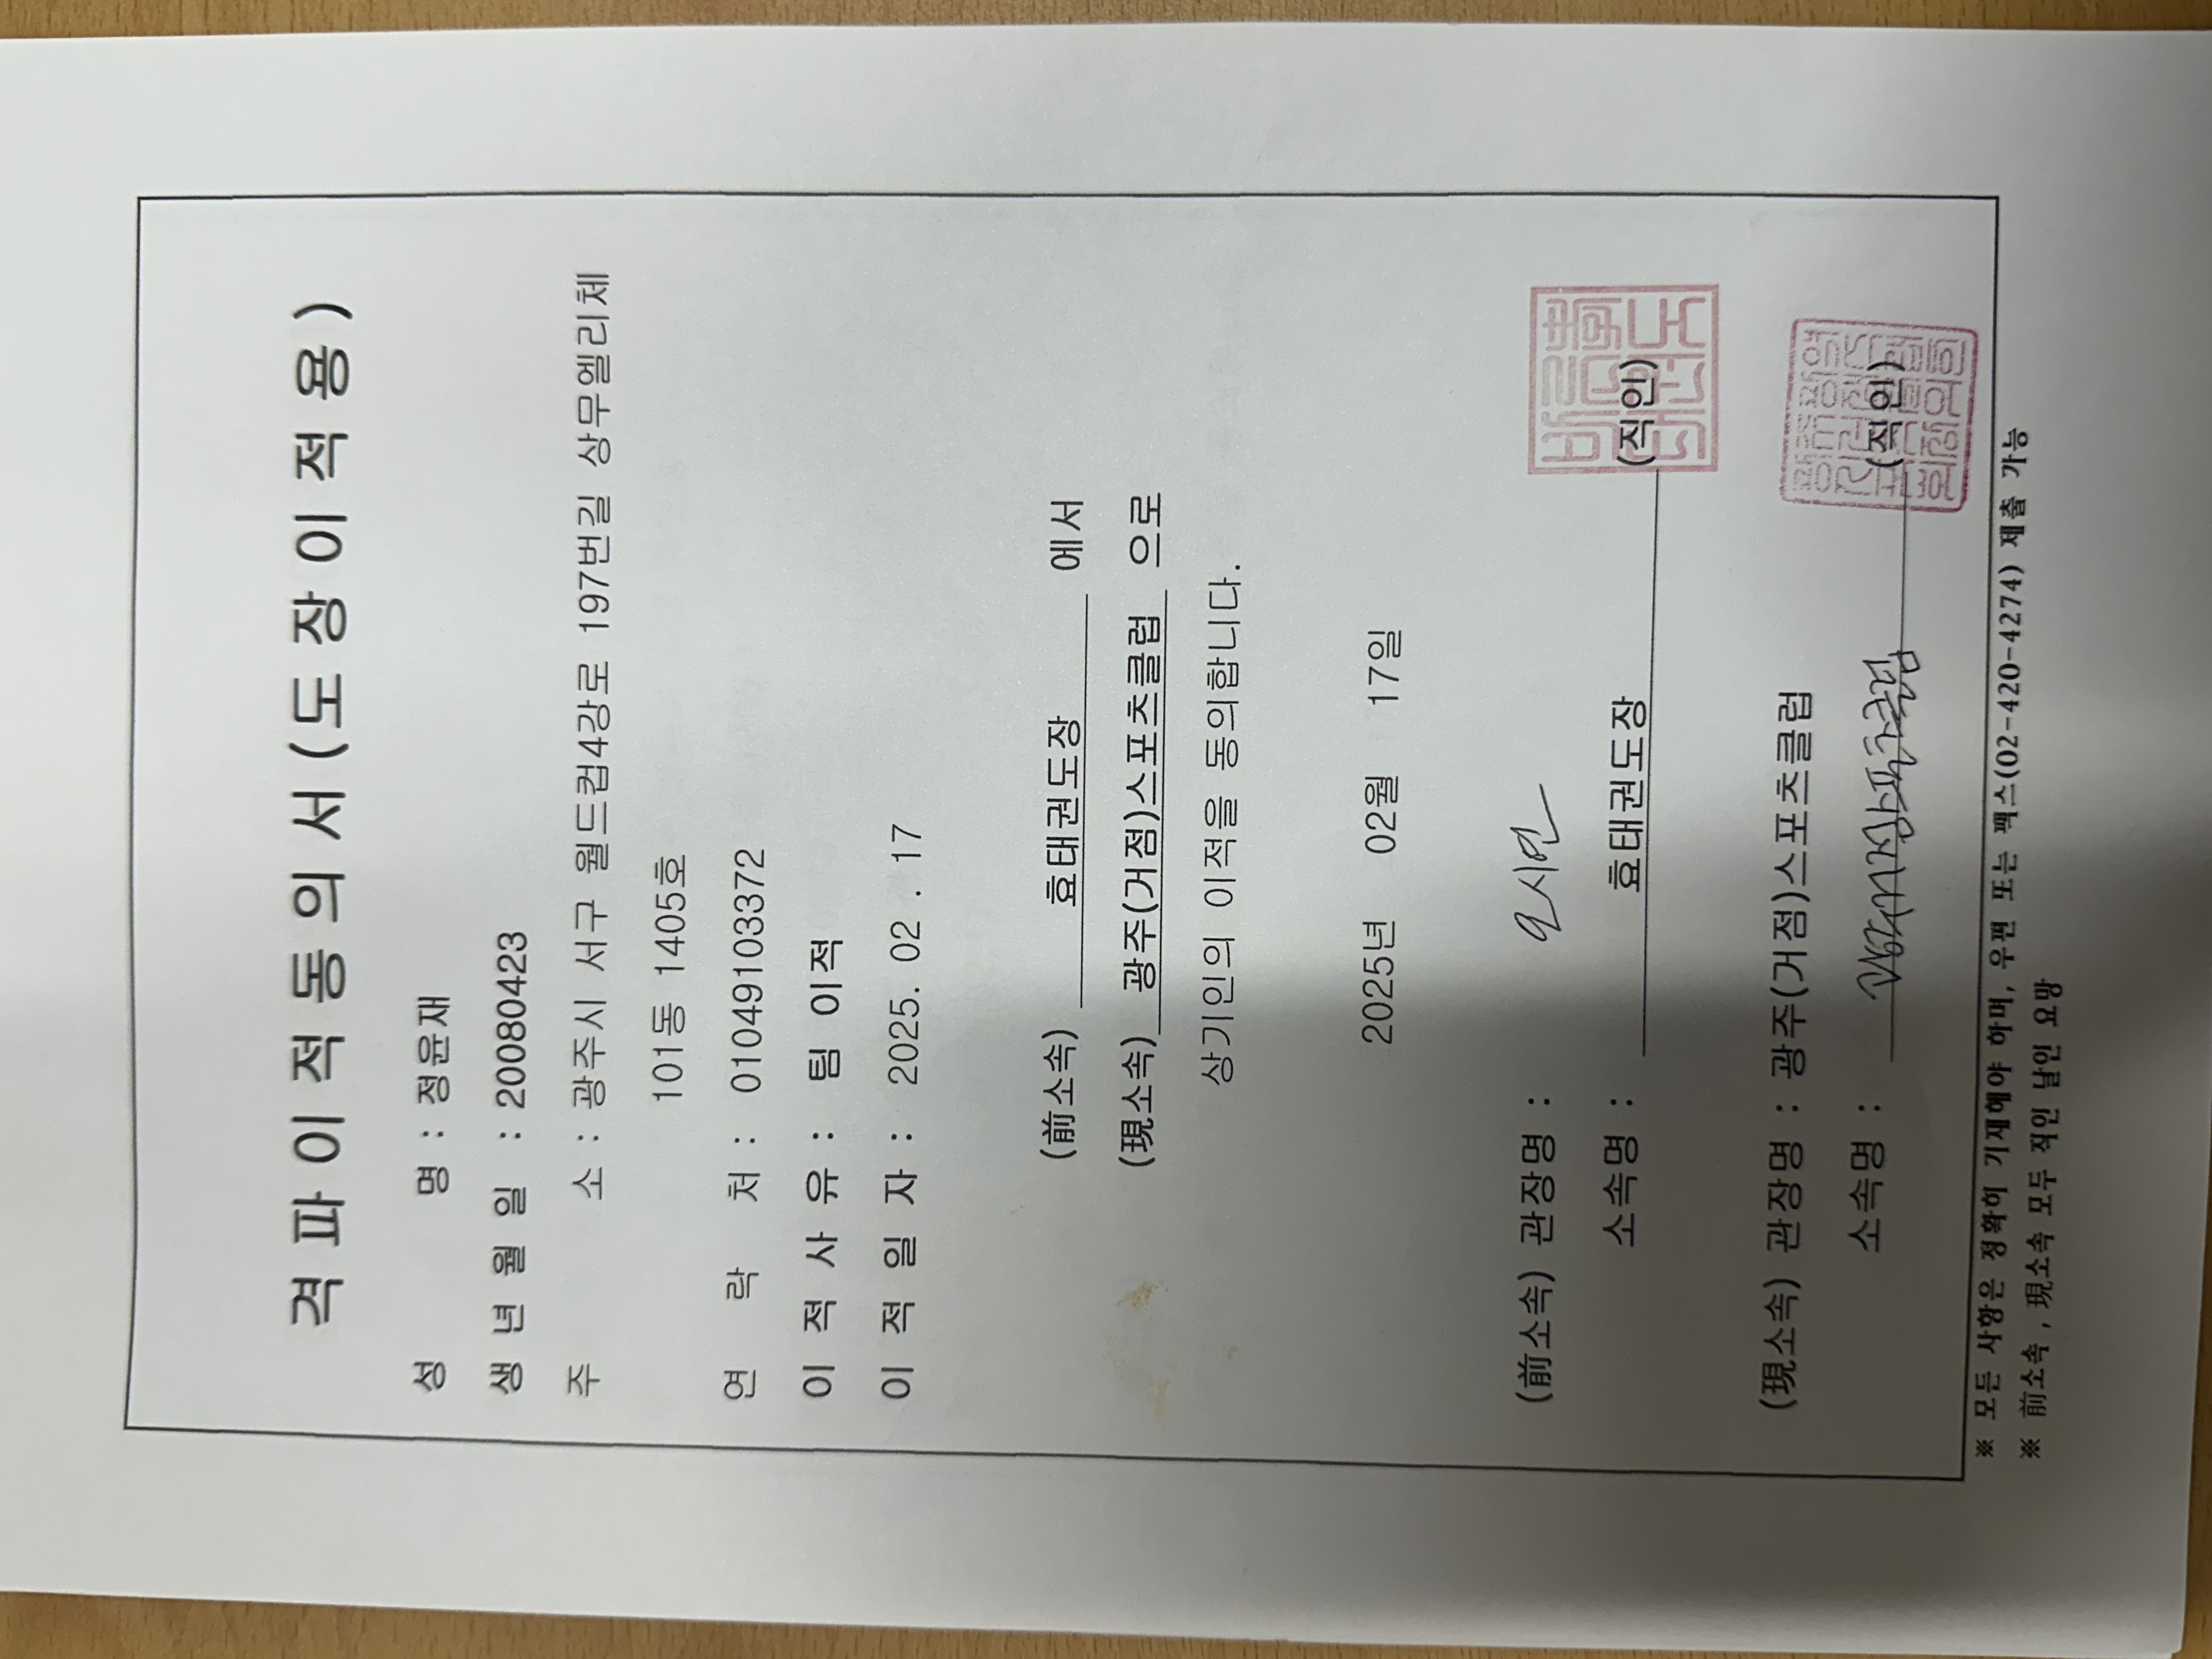 격 파 이 적 동 의 서 ( 도 장 이 적 용 )
성 명 : 정윤재
생 년 월 일 : 20080423
주 소 : 광주시 서구 월드컵4강로 197번길 상무엘리체
101동 1405호
연 락 처 : 01049103372
이 적 사 유 : 팀 이적
이 적 일 자 : 2025. 02 . 17
(前소속) 효태권도장 에서
(現소속) 광주(거점)스포츠클럽 으로
상기인의 이적을 동의합니다.
2025년 02월 17일
(前소속) 관장명 : 오시연
소속명 : 효태권도장 (직인)
(現소속) 관장명 : 광주(거점)스포츠클럽
소속명 : (직인)
※ 모든 사항은 정확히 기재해야 하며, 우편 또는 팩스(02-420-4274) 제출 가능
※ 前소속 , 現소속 모두 직인 날인 요망